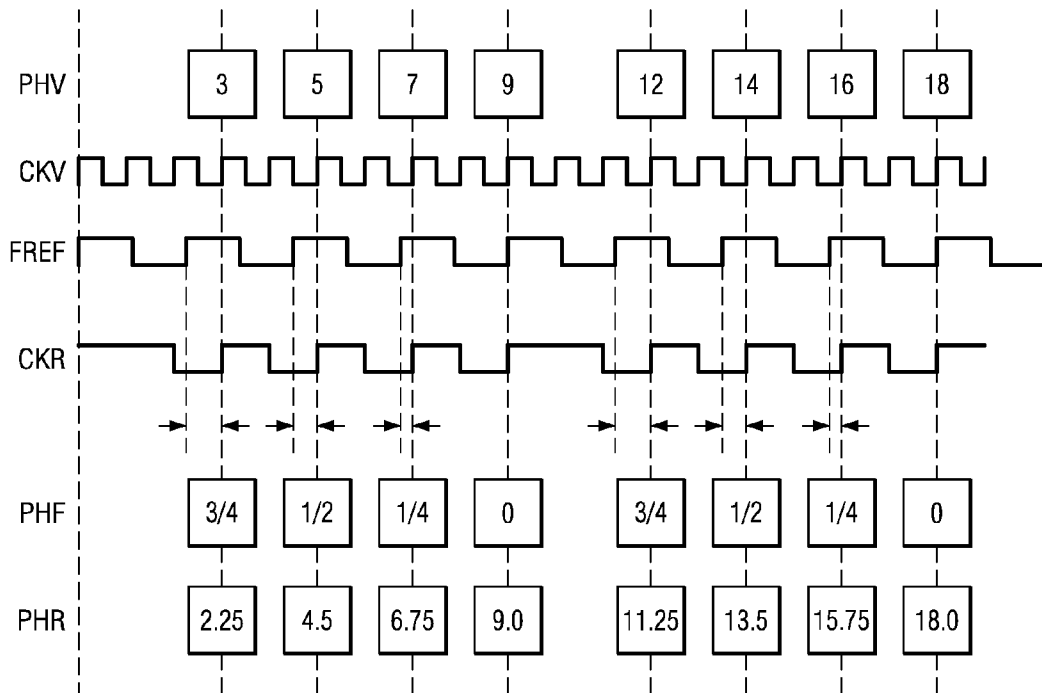 PHV 3 5 7 9 12 14 16 18
CKV
FREF
CKR
PHF 3/4 1/2 1/4 0 3/4 1/2 1/4 0
PHR 2.25 4.5 6.75 9.0 11.25 13.5 15.75 18.0